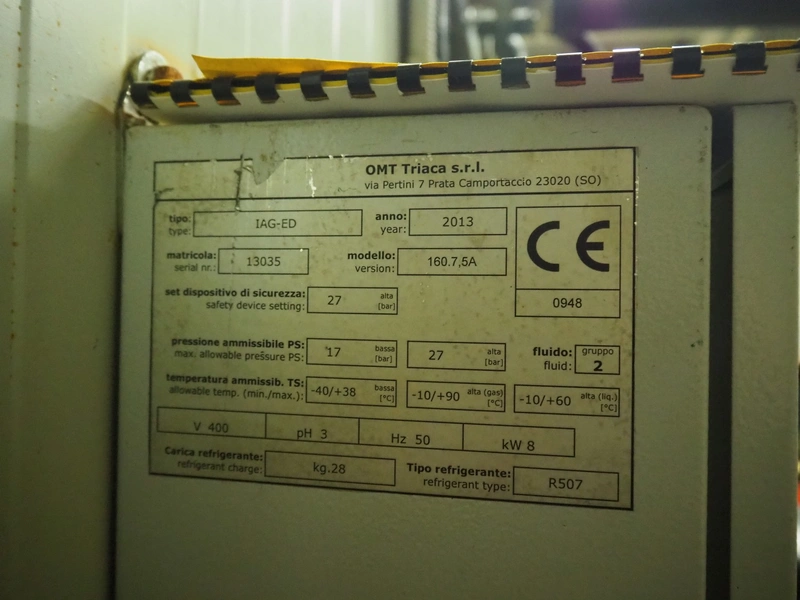 OMT Triaca s.r.l.
via Pertini 7 Prata Camportaccio 23020 (SO)
tipo: IAG-ED anno: 2013
type: year:
CE
matricola: 13035 modello: 160.7,5A
serial nr.: version:
0948
set dispositivo di sicurezza: 27 alta
safety device setting: [bar]
pressione ammissibile PS: 17 bassa 27 alta fluido: gruppo
max. allowable pressure PS: [bar] [bar] fluid: 2
temperatura ammissib. TS: -40/+38 bassa -10/+90 alta (gas) -10/+60 alta (liq.)
allowable temp. (min./max.): [°C] [°C] [°C]
V 400 pH 3 Hz 50 kW 8
Carica refrigerante: kg.28 Tipo refrigerante: R507
refrigerant charge: refrigerant type: